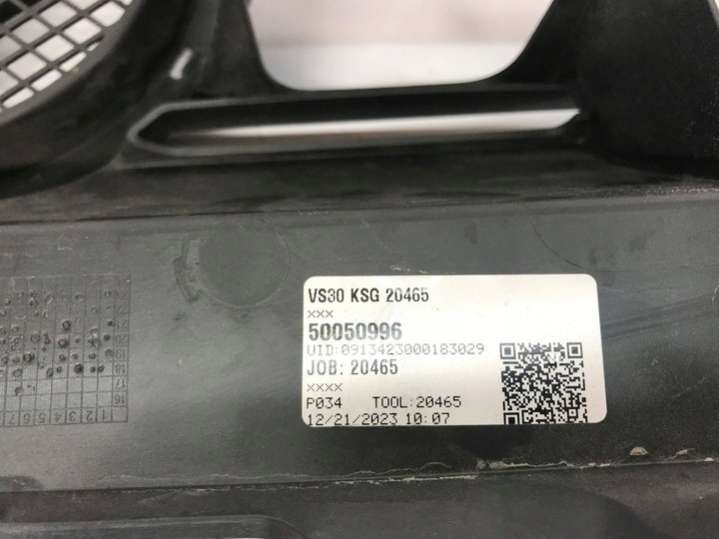 VS30 KSG 20465
xxx
50050996
UID:0913423000183029
JOB: 20465
xxxx
P034 TOOL:20465
12/21/2023 10:07